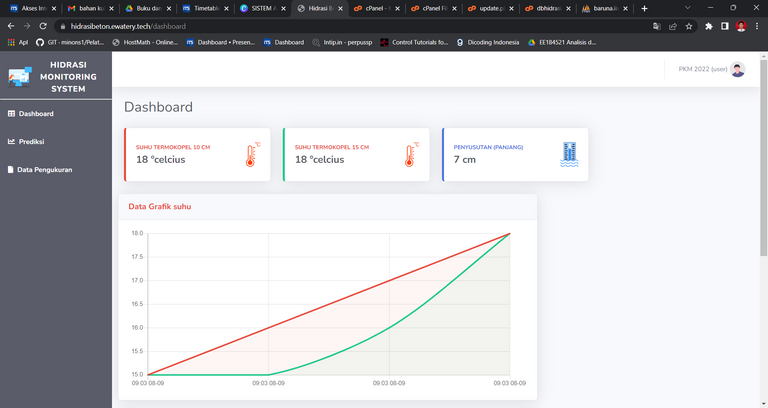 Akses Im
bahan ku
Buku dan
Timetable
SISTEM A
Hidrasi B
cPanel -
cPanel Fi
update.p
dbhidras
baruna.i
hidrasibeton.ewatery.tech/dashboard
Apl
GIT - minons1/Pelat...
HostMath - Online...
Dashboard • Presen...
Dashboard
Intip.in - perpussp
Control Tutorials fo...
Dicoding Indonesia
EE184521 Analisis d...
HIDRASI
MONITORING
SYSTEM
PKM 2022 (user)
Dashboard
Prediksi
Data Pengukuran
Dashboard
SUHU TERMOKOPEL 10 CM
18 °celcius
°C
SUHU TERMOKOPEL 15 CM
18 °celcius
°C
PENYUSUTAN (PANJANG)
7 cm
Data Grafik suhu
18.0
17.5
17.0
16.5
16.0
15.5
15.0
09:03 08-09
09:03 08-09
09:03 08-09
09:03 08-09